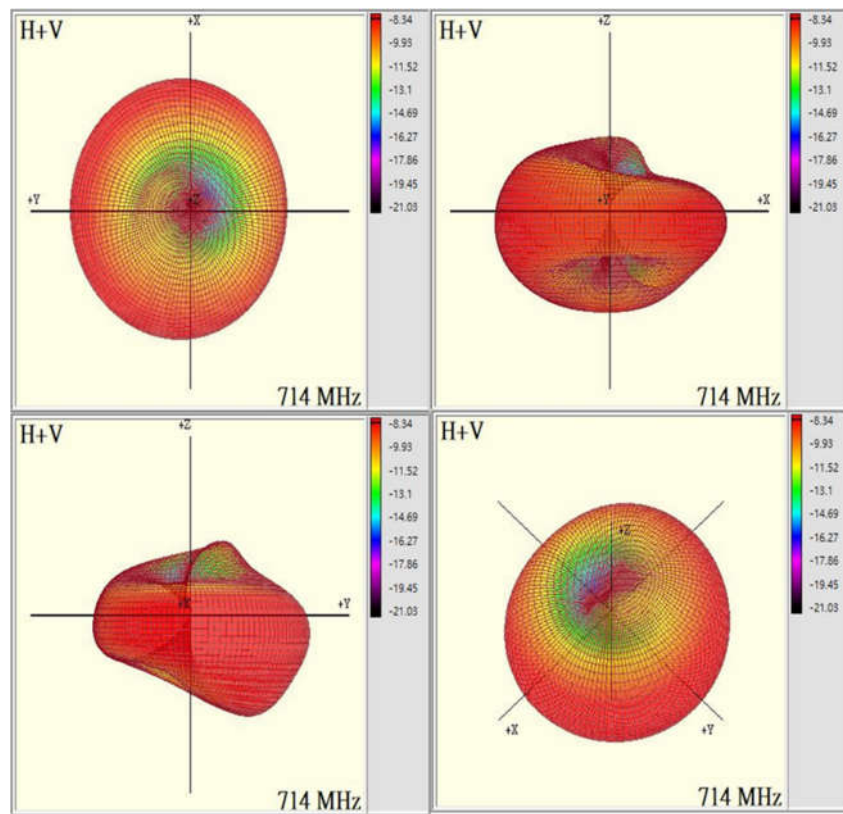 H+V
+X
+Y
+Z
714 MHz
-8.34
-9.93
-11.52
-13.1
-14.69
-16.27
-17.86
-19.45
-21.03
H+V
+Z
+Y
+X
714 MHz
-8.34
-9.93
-11.52
-13.1
-14.69
-16.27
-17.86
-19.45
-21.03
H+V
+Z
+X
+Y
714 MHz
-8.34
-9.93
-11.52
-13.1
-14.69
-16.27
-17.86
-19.45
-21.03
H+V
+Z
+X
+Y
714 MHz
-8.34
-9.93
-11.52
-13.1
-14.69
-16.27
-17.86
-19.45
-21.03